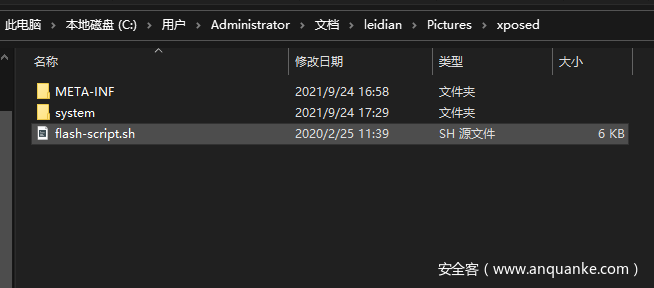 此电脑 > 本地磁盘 (C:) > 用户 > Administrator > 文档 > leidian > Pictures > xposed
名称 修改日期 类型 大小
META-INF 2021/9/24 16:58 文件夹
system 2021/9/24 17:29 文件夹
flash-script.sh 2020/2/25 11:39 SH 源文件 6 KB
安全客 ( www.anquanke.com )